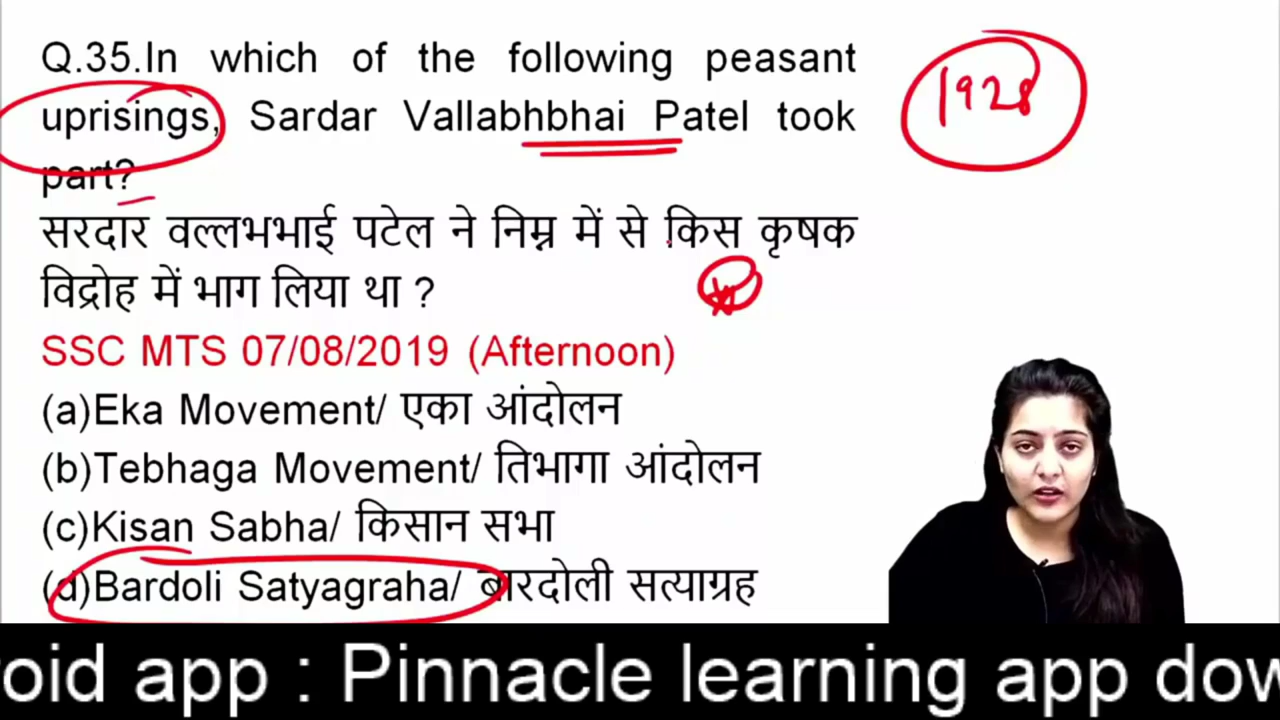 Q.35.In which of the following peasant
uprisings, Sardar Vallabhbhai Patel took
part?
1928
सरदार वल्लभभाई पटेल ने निम्न में से किस कृषक
विद्रोह में भाग लिया था ?
SSC MTS 07/08/2019 (Afternoon)
(a)Eka Movement/ एका आंदोलन
(b)Tebhaga Movement/ तिभागा आंदोलन
(c)Kisan Sabha/ किसान सभा
(d)Bardoli Satyagraha/ बारदोली सत्याग्रह
oid app : Pinnacle learning app dow